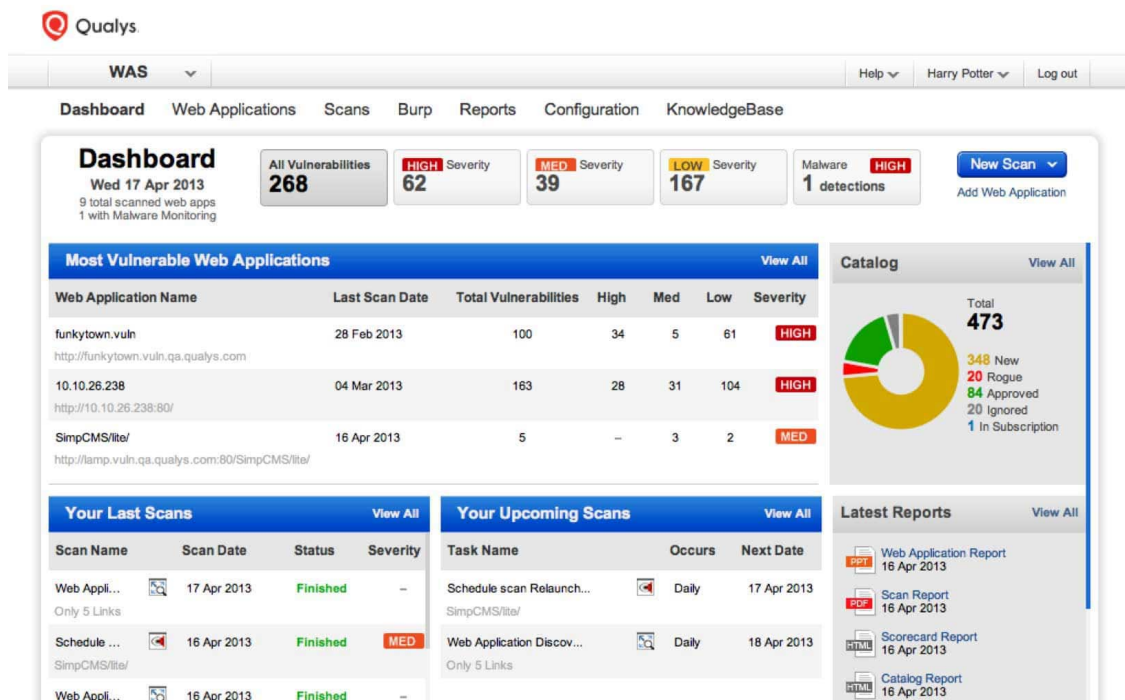 Qualys.
WAS
Help
Harry Potter
Log out
Dashboard Web Applications Scans Burp Reports Configuration KnowledgeBase
Dashboard
Wed 17 Apr 2013
9 total scanned web apps
1 with Malware Monitoring
All Vulnerabilities
268
HIGH Severity
62
MED Severity
39
LOW Severity
167
Malware HIGH
1 detections
New Scan
Add Web Application
Most Vulnerable Web Applications View All
Web Application Name Last Scan Date Total Vulnerabilities High Med Low Severity
funkytown.vuln 28 Feb 2013 100 34 5 61 HIGH
http://funkytown.vuln.qa.qualys.com
10.10.26.238 04 Mar 2013 163 28 31 104 HIGH
http://10.10.26.238:80/
SimpCMS/lite/ 16 Apr 2013 5 – 3 2 MED
http://lamp.vuln.qa.qualys.com:80/SimpCMS/lite/
Catalog View All
Total
473
348 New
20 Rogue
84 Approved
20 Ignored
1 In Subscription
Your Last Scans View All
Scan Name Scan Date Status Severity
Web Appli... 17 Apr 2013 Finished –
Only 5 Links
Schedule ... 16 Apr 2013 Finished MED
SimpCMS/lite/
Web Appli... 16 Apr 2013 Finished –
Your Upcoming Scans View All
Task Name Occurs Next Date
Schedule scan Relaunch... Daily 17 Apr 2013
SimpCMS/lite/
Web Application Discov... Daily 18 Apr 2013
Only 5 Links
Latest Reports View All
PPT Web Application Report
16 Apr 2013
PDF Scan Report
16 Apr 2013
HTML Scorecard Report
16 Apr 2013
HTML Catalog Report
16 Apr 2013